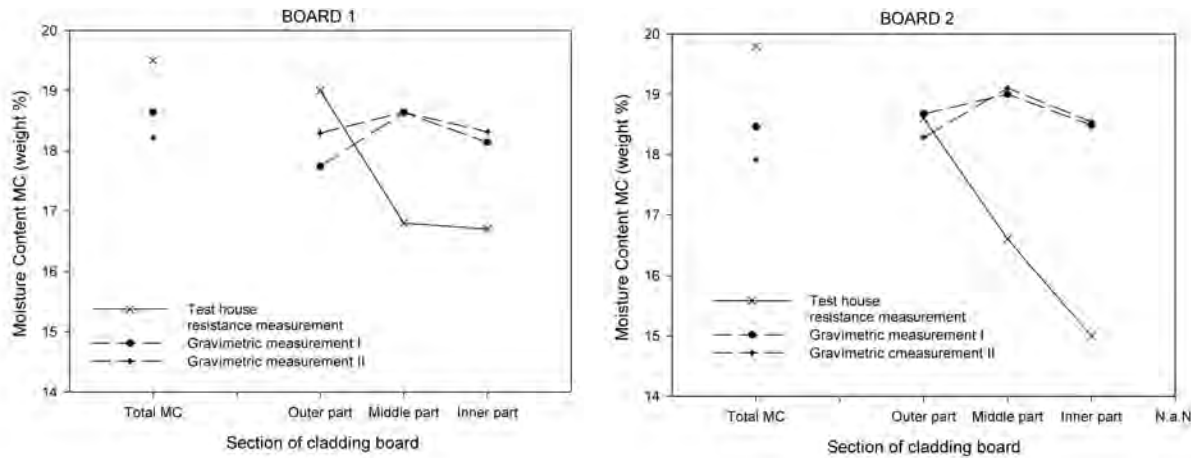 BOARD 1
Moisture Content MC (weight %)
20
19
18
17
16
15
14
Test house
resistance measurement
Gravimetric measurement I
Gravimetric measurement II
Total MC
Outer part
Middle part
Inner part
Section of cladding board
BOARD 2
Moisture Content MC (weight %)
20
19
18
17
16
15
14
Test house
resistance measurement
Gravimetric measurement I
Gravimetric cmeasurement II
Total MC
Outer part
Middle part
Inner part
N.a.N
Section of cladding board